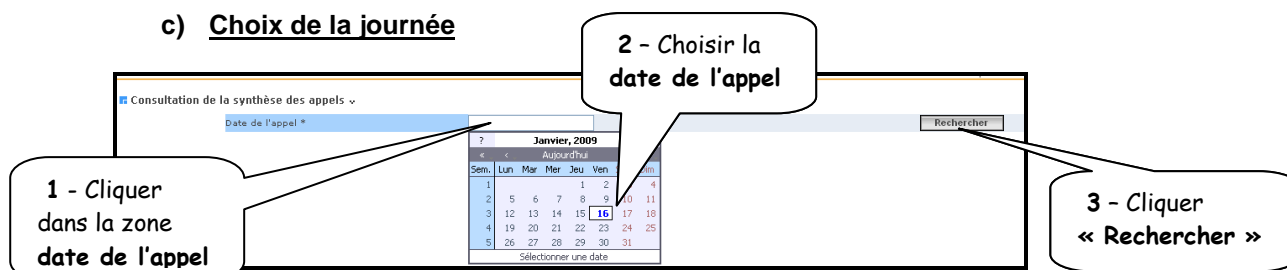 c) Choix de la journée
2 – Choisir la
date de l'appel
Consultation de la synthèse des appels
Date de l'appel *
Rechercher
? Janvier, 2009
« ‹ Aujourd'hui
Sem. Lun Mar Mer Jeu Ven Dim
1 1 2 4
2 5 6 7 8 9 10 11
3 12 13 14 15 16 17 18
4 19 20 21 22 23 24 25
5 26 27 28 29 30 31
Sélectionner une date
1 - Cliquer
dans la zone
date de l'appel
3 – Cliquer
« Rechercher »